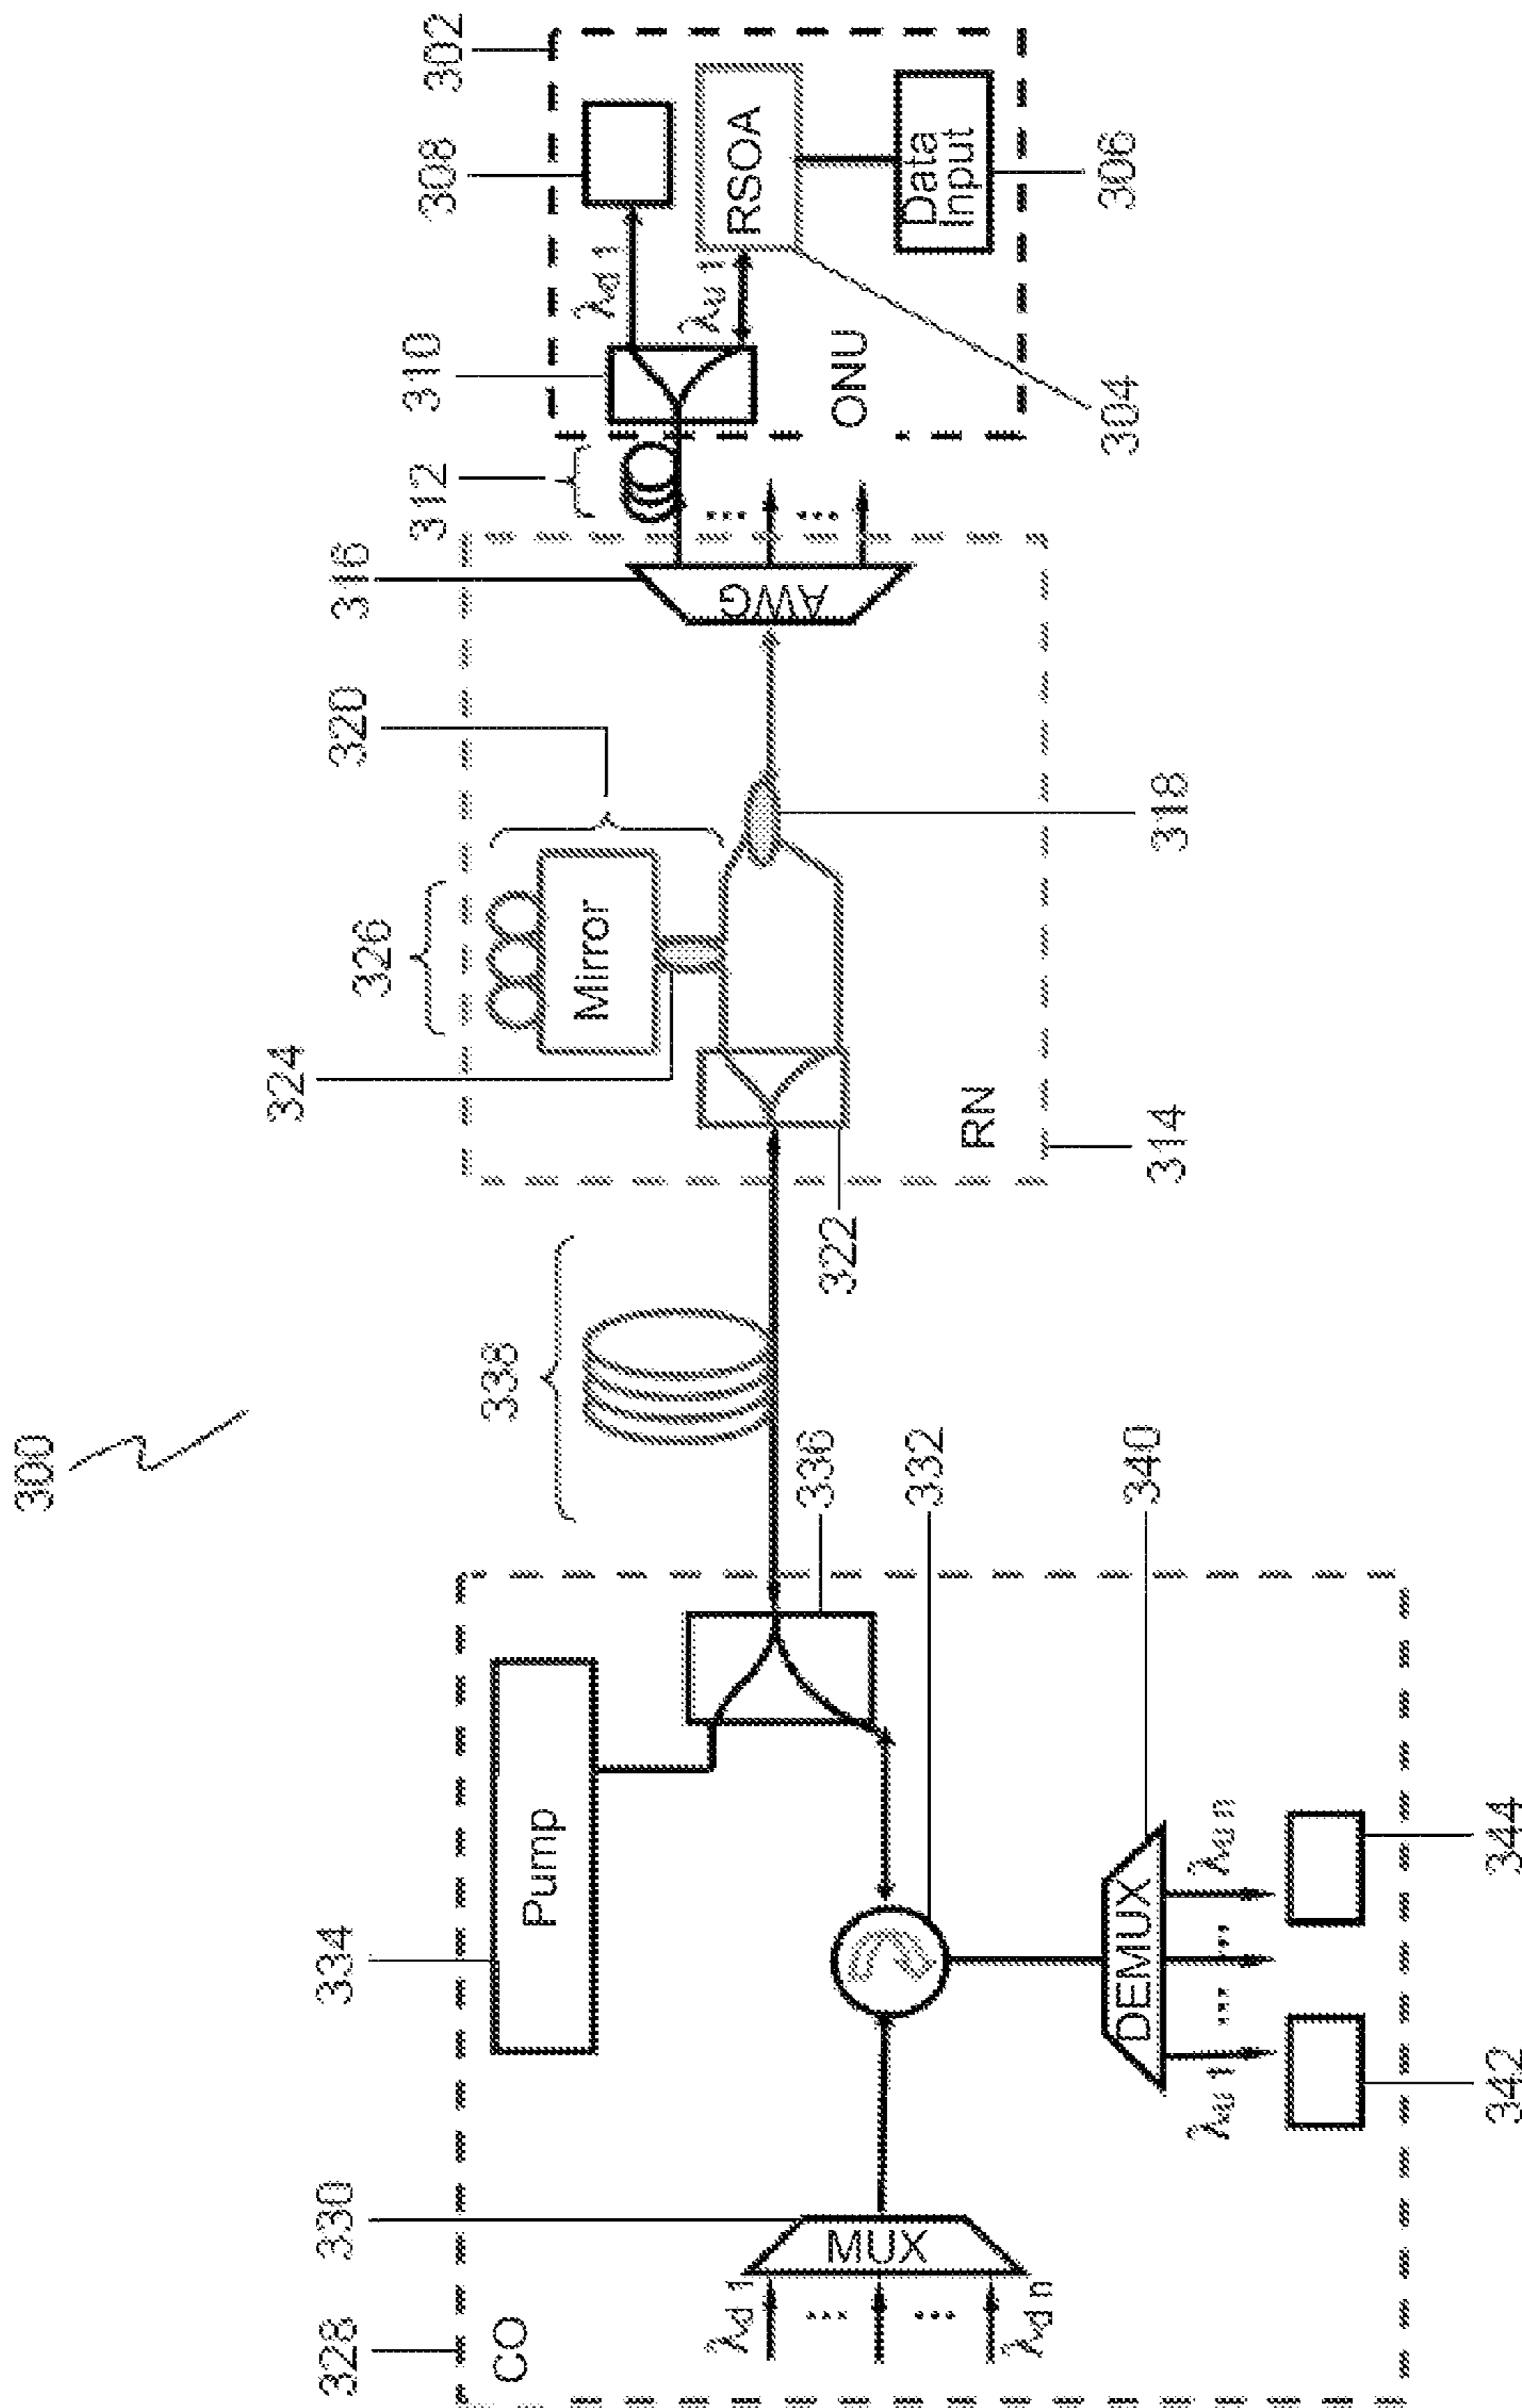 300
328
CO
330
MUX
λd 1
...
...
λd n
334
Pump
336
332
340
DEMUX
λu 1
...
...
λu n
342
344
338
RN
314
322
324
326
Mirror
320
318
316
AWG
312
...
...
ONU
310
λd 1
λu 1
308
302
RSOA
304
Data
Input
306